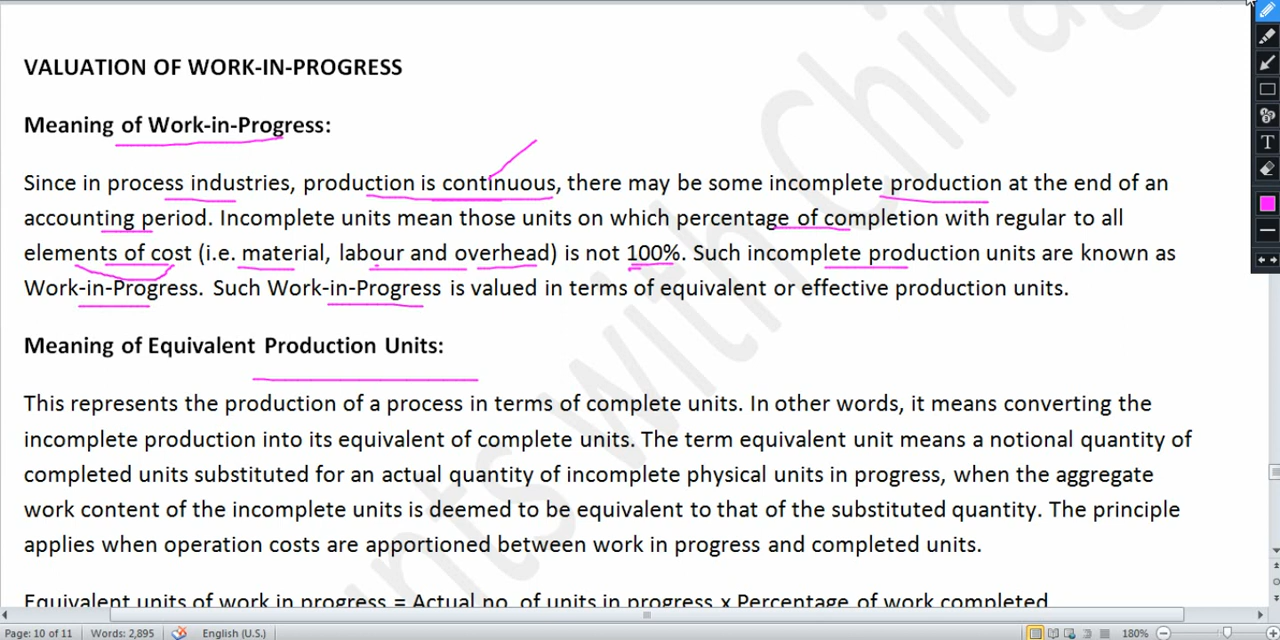 VALUATION OF WORK-IN-PROGRESS
Meaning of Work-in-Progress:
Since in process industries, production is continuous, there may be some incomplete production at the end of an
accounting period. Incomplete units mean those units on which percentage of completion with regular to all
elements of cost (i.e. material, labour and overhead) is not 100%. Such incomplete production units are known as
Work-in-Progress. Such Work-in-Progress is valued in terms of equivalent or effective production units.
Meaning of Equivalent Production Units:
This represents the production of a process in terms of complete units. In other words, it means converting the
incomplete production into its equivalent of complete units. The term equivalent unit means a notional quantity of
completed units substituted for an actual quantity of incomplete physical units in progress, when the aggregate
work content of the incomplete units is deemed to be equivalent to that of the substituted quantity. The principle
applies when operation costs are apportioned between work in progress and completed units.
Equivalent units of work in progress = Actual no. of units in progress x Percentage of work completed
Page: 10 of 11 Words: 2,895 English (U.S.) 180%